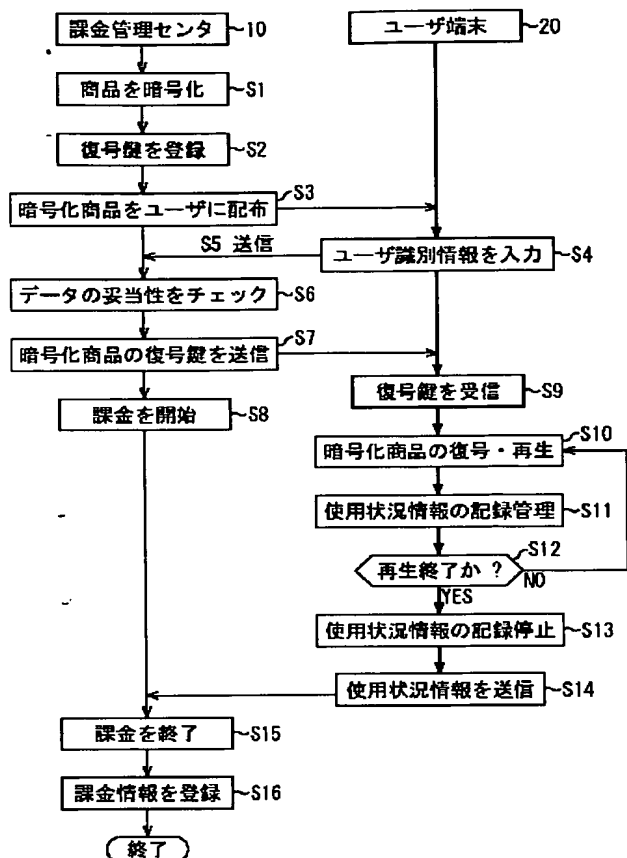 課金管理センタ 10
ユーザ端末 20
商品を暗号化 S1
復号鍵を登録 S2
暗号化商品をユーザに配布 S3
ユーザ識別情報を入力 S4
S5 送信
データの妥当性をチェック S6
暗号化商品の復号鍵を送信 S7
課金を開始 S8
復号鍵を受信 S9
暗号化商品の復号・再生 S10
使用状況情報の記録管理 S11
再生終了か ? S12
NO
YES
使用状況情報の記録停止 S13
使用状況情報を送信 S14
課金を終了 S15
課金情報を登録 S16
終了